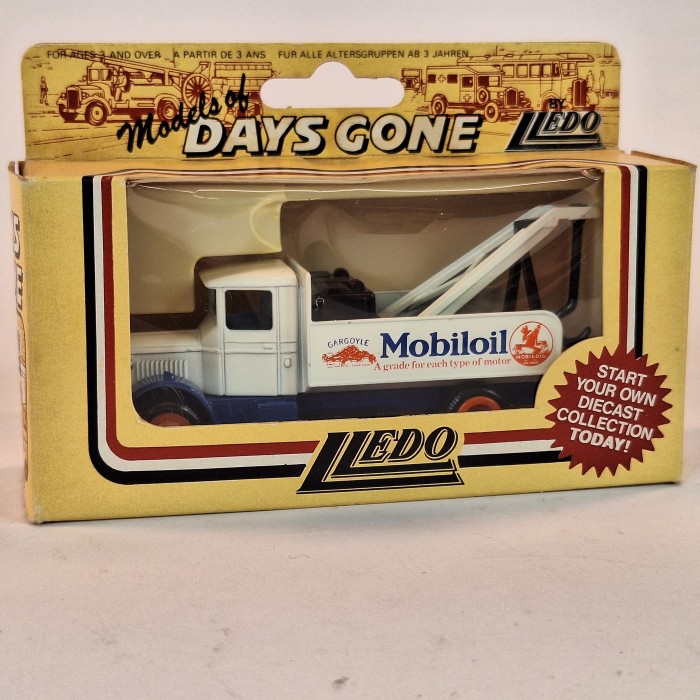 FOR AGES 3 AND OVER A PARTIR DE 3 ANS FUR ALLE ALTERSGRUPPEN AB 3 JAHREN
Models of
DAYS GONE
BY
LLEDO
GARGOYLE
Mobiloil
A grade for each type of motor
MOBILOIL
LLEDO
START
YOUR OWN
DIECAST
COLLECTION
TODAY!